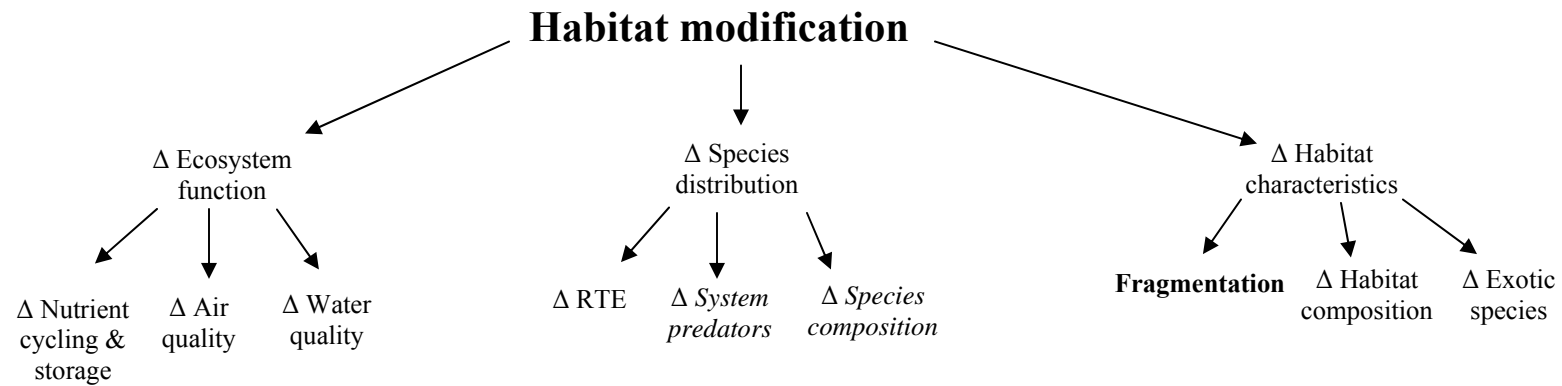 Habitat modification
Δ Ecosystem
function
Δ Species
distribution
Δ Habitat
characteristics
Δ Nutrient
cycling &
storage
Δ Air
quality
Δ Water
quality
Δ RTE
Δ System
predators
Δ Species
composition
Fragmentation
Δ Habitat
composition
Δ Exotic
species